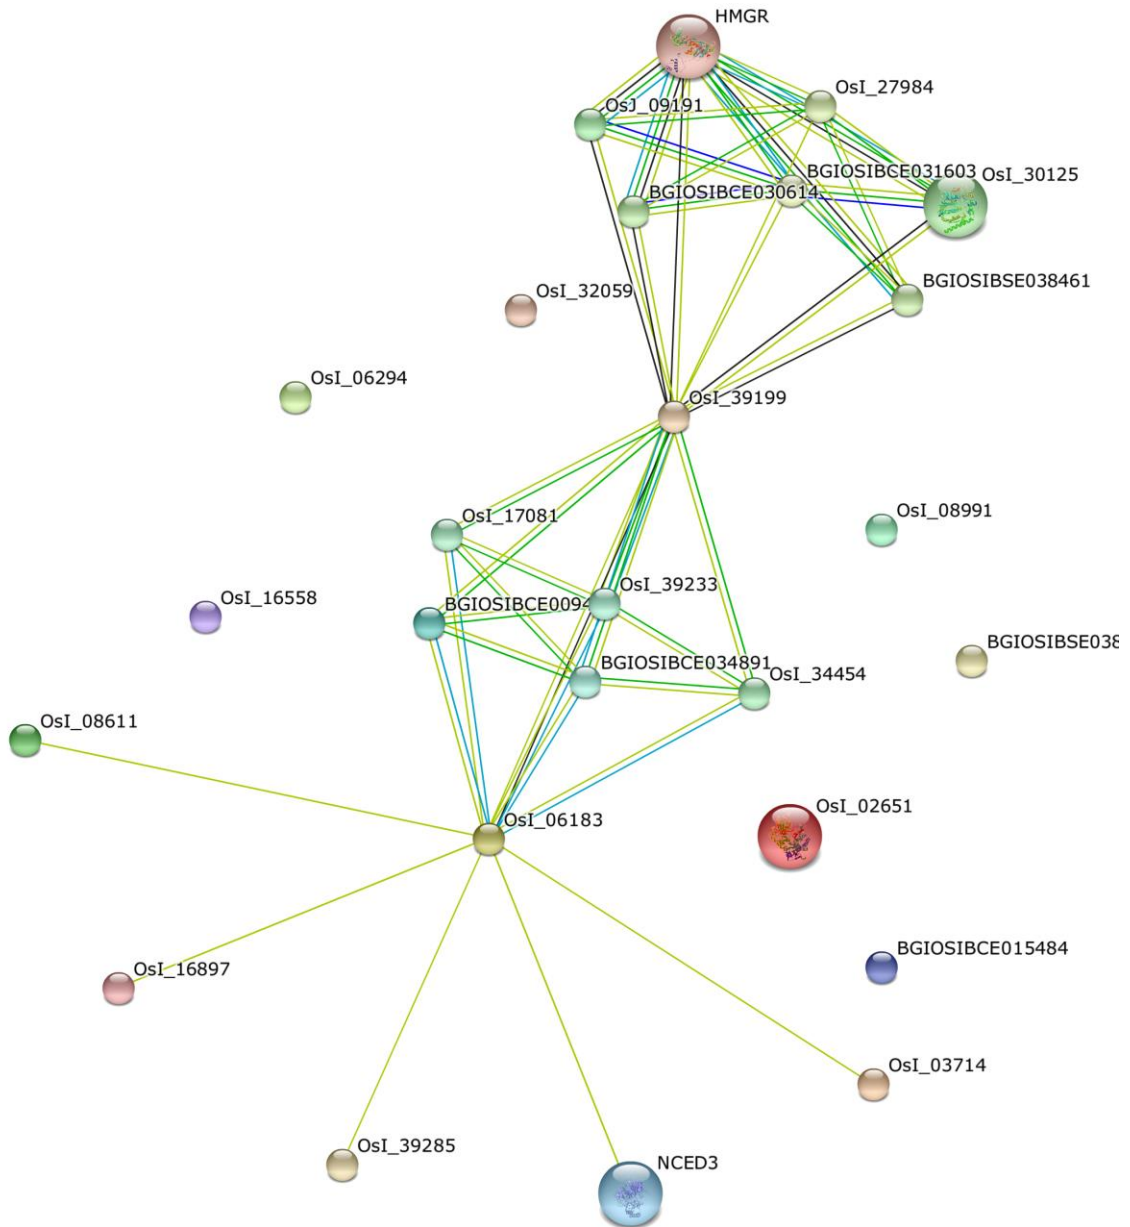 HMGR
OsI_27984
OsJ_09191
BGIOSIBCE031603
OsI_30125
BGIOSIBCE030614
BGIOSIBSE038461
OsI_32059
OsI_06294
OsI_39199
OsI_17081
OsI_08991
OsI_39233
OsI_16558
BGIOSIBCE0094
BGIOSIBCE034891
BGIOSIBSE038
OsI_34454
OsI_08611
OsI_06183
OsI_02651
BGIOSIBCE015484
OsI_16897
OsI_03714
OsI_39285
NCED3